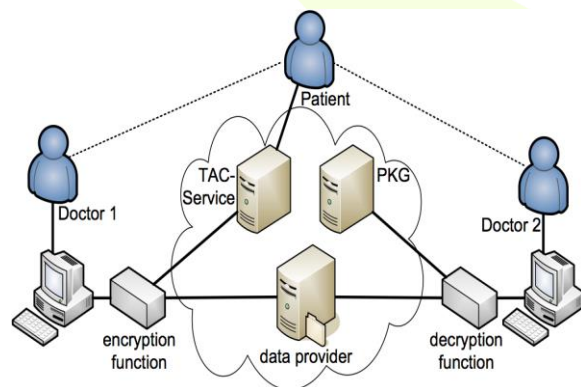 Patient
TAC-
Service
PKG
Doctor 1
Doctor 2
encryption
function
data provider
decryption
function